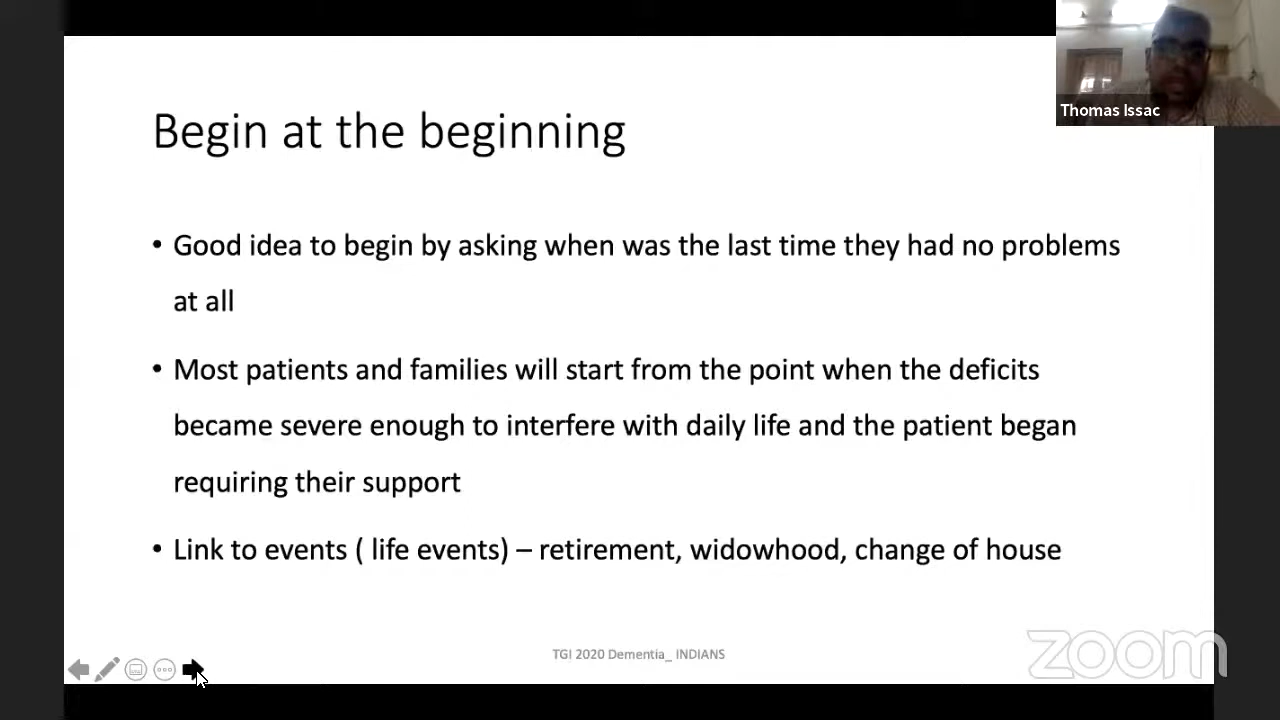 Thomas Issac
Begin at the beginning
• Good idea to begin by asking when was the last time they had no problems
at all
• Most patients and families will start from the point when the deficits
became severe enough to interfere with daily life and the patient began
requiring their support
• Link to events ( life events) – retirement, widowhood, change of house
TGI 2020 Dementia_ INDIANS
zoom